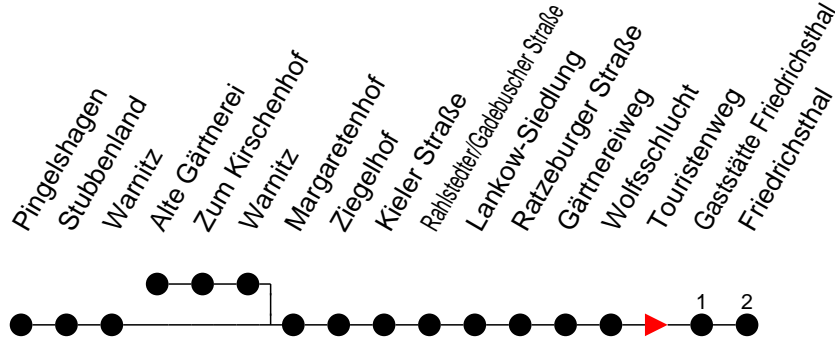 Pingelshagen
Stubbenland
Warnitz
Alte Gärtnerei
Zum Kirschenhof
Warnitz
Margaretenhof
Ziegelhof
Kieler Straße
Rahlstedter/Gadebuscher Straße
Lankow-Siedlung
Ratzeburger Straße
Gärtnereiweg
Wolfsschlucht
Touristenweg
Gaststätte Friedrichsthal
Friedrichsthal
1
2